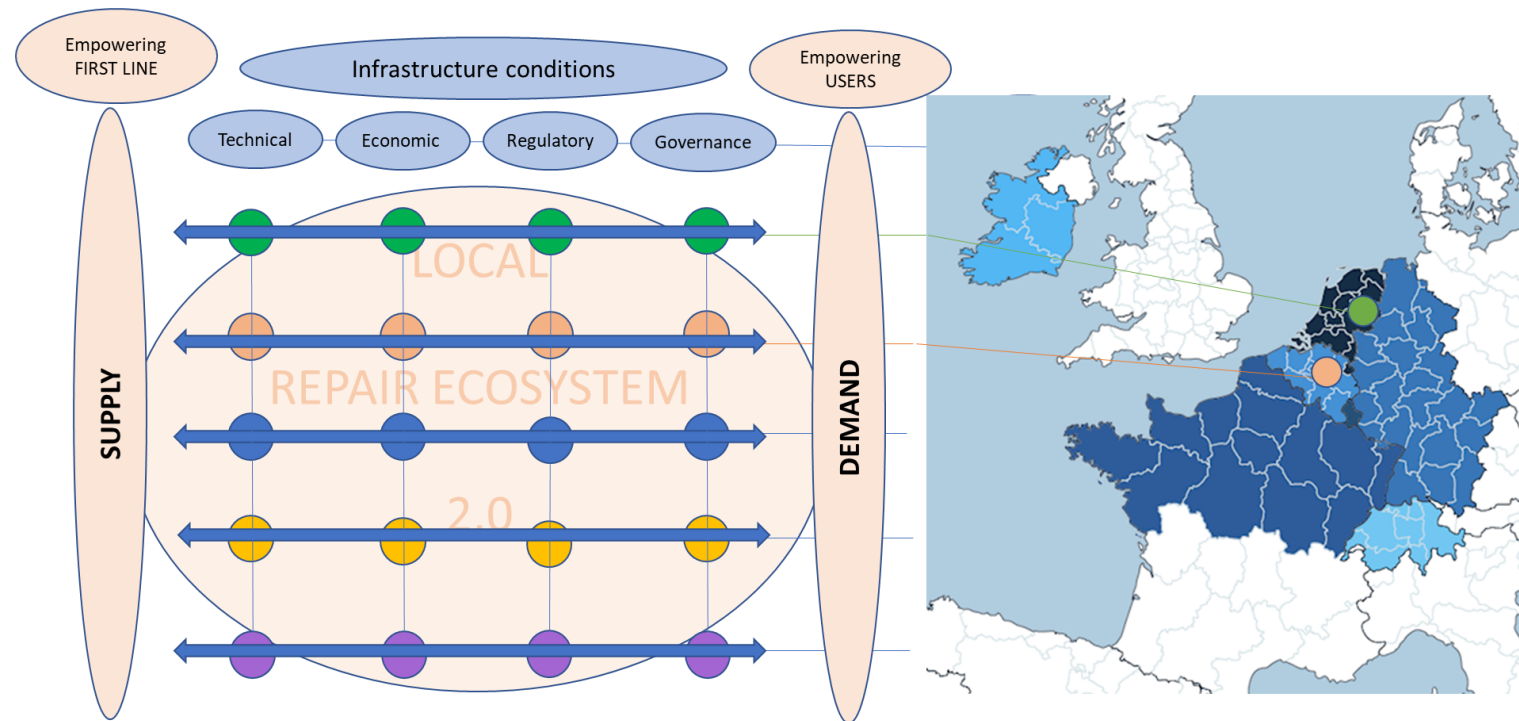 Empowering
FIRST LINE
Infrastructure conditions
Empowering
USERS
Technical
Economic
Regulatory
Governance
SUPPLY
LOCAL
REPAIR ECOSYSTEM
2.0
DEMAND